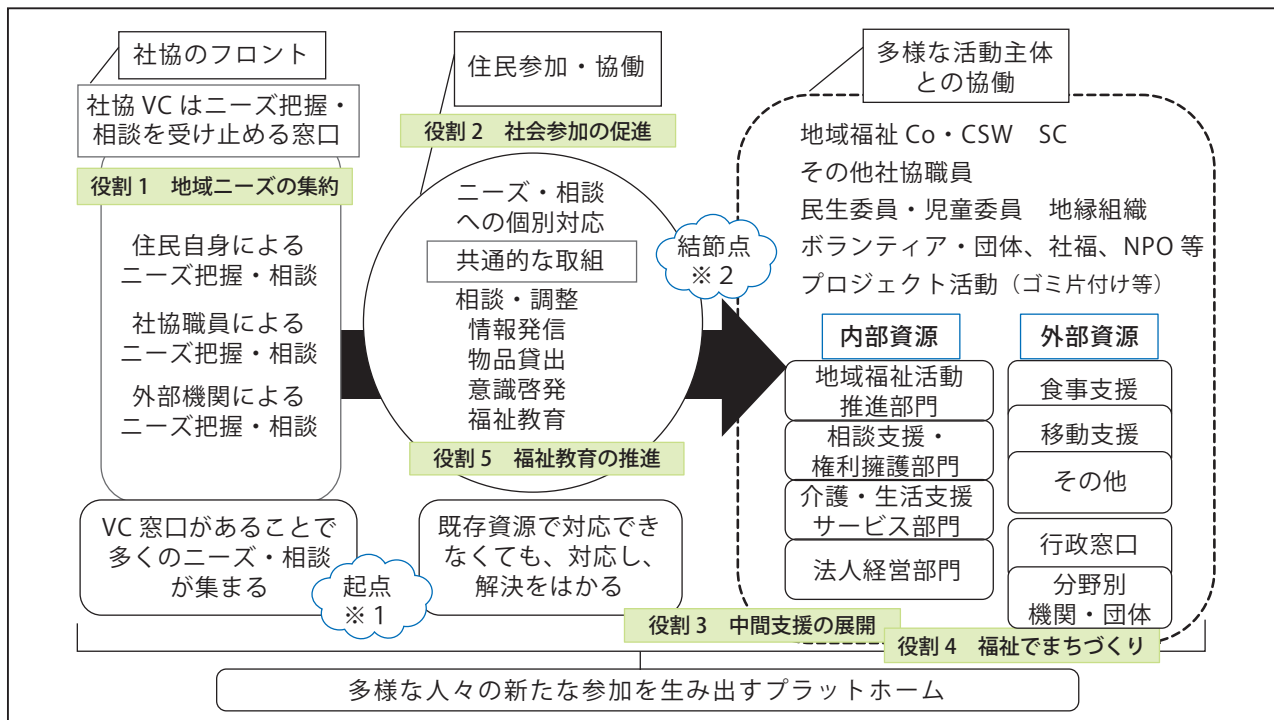 社協のフロント
社協 VC はニーズ把握・
相談を受け止める窓口
役割 1　地域ニーズの集約
住民自身による
ニーズ把握・相談
社協職員による
ニーズ把握・相談
外部機関による
ニーズ把握・相談
VC 窓口があることで
多くのニーズ・相談
が集まる
起点
※ 1
住民参加・協働
役割 2　社会参加の促進
ニーズ・相談
への個別対応
共通的な取組
相談・調整
情報発信
物品貸出
意識啓発
福祉教育
役割 5　福祉教育の推進
既存資源で対応でき
なくても、対応し、
解決をはかる
結節点
※ 2
多様な活動主体
との協働
地域福祉 Co・CSW　SC
その他社協職員
民生委員・児童委員　地縁組織
ボランティア・団体、社福、NPO 等
プロジェクト活動（ゴミ片付け等）
内部資源
地域福祉活動
推進部門
相談支援・
権利擁護部門
介護・生活支援
サービス部門
法人経営部門
外部資源
食事支援
移動支援
その他
行政窓口
分野別
機関・団体
役割 3　中間支援の展開
役割 4　福祉でまちづくり
多様な人々の新たな参加を生み出すプラットホーム